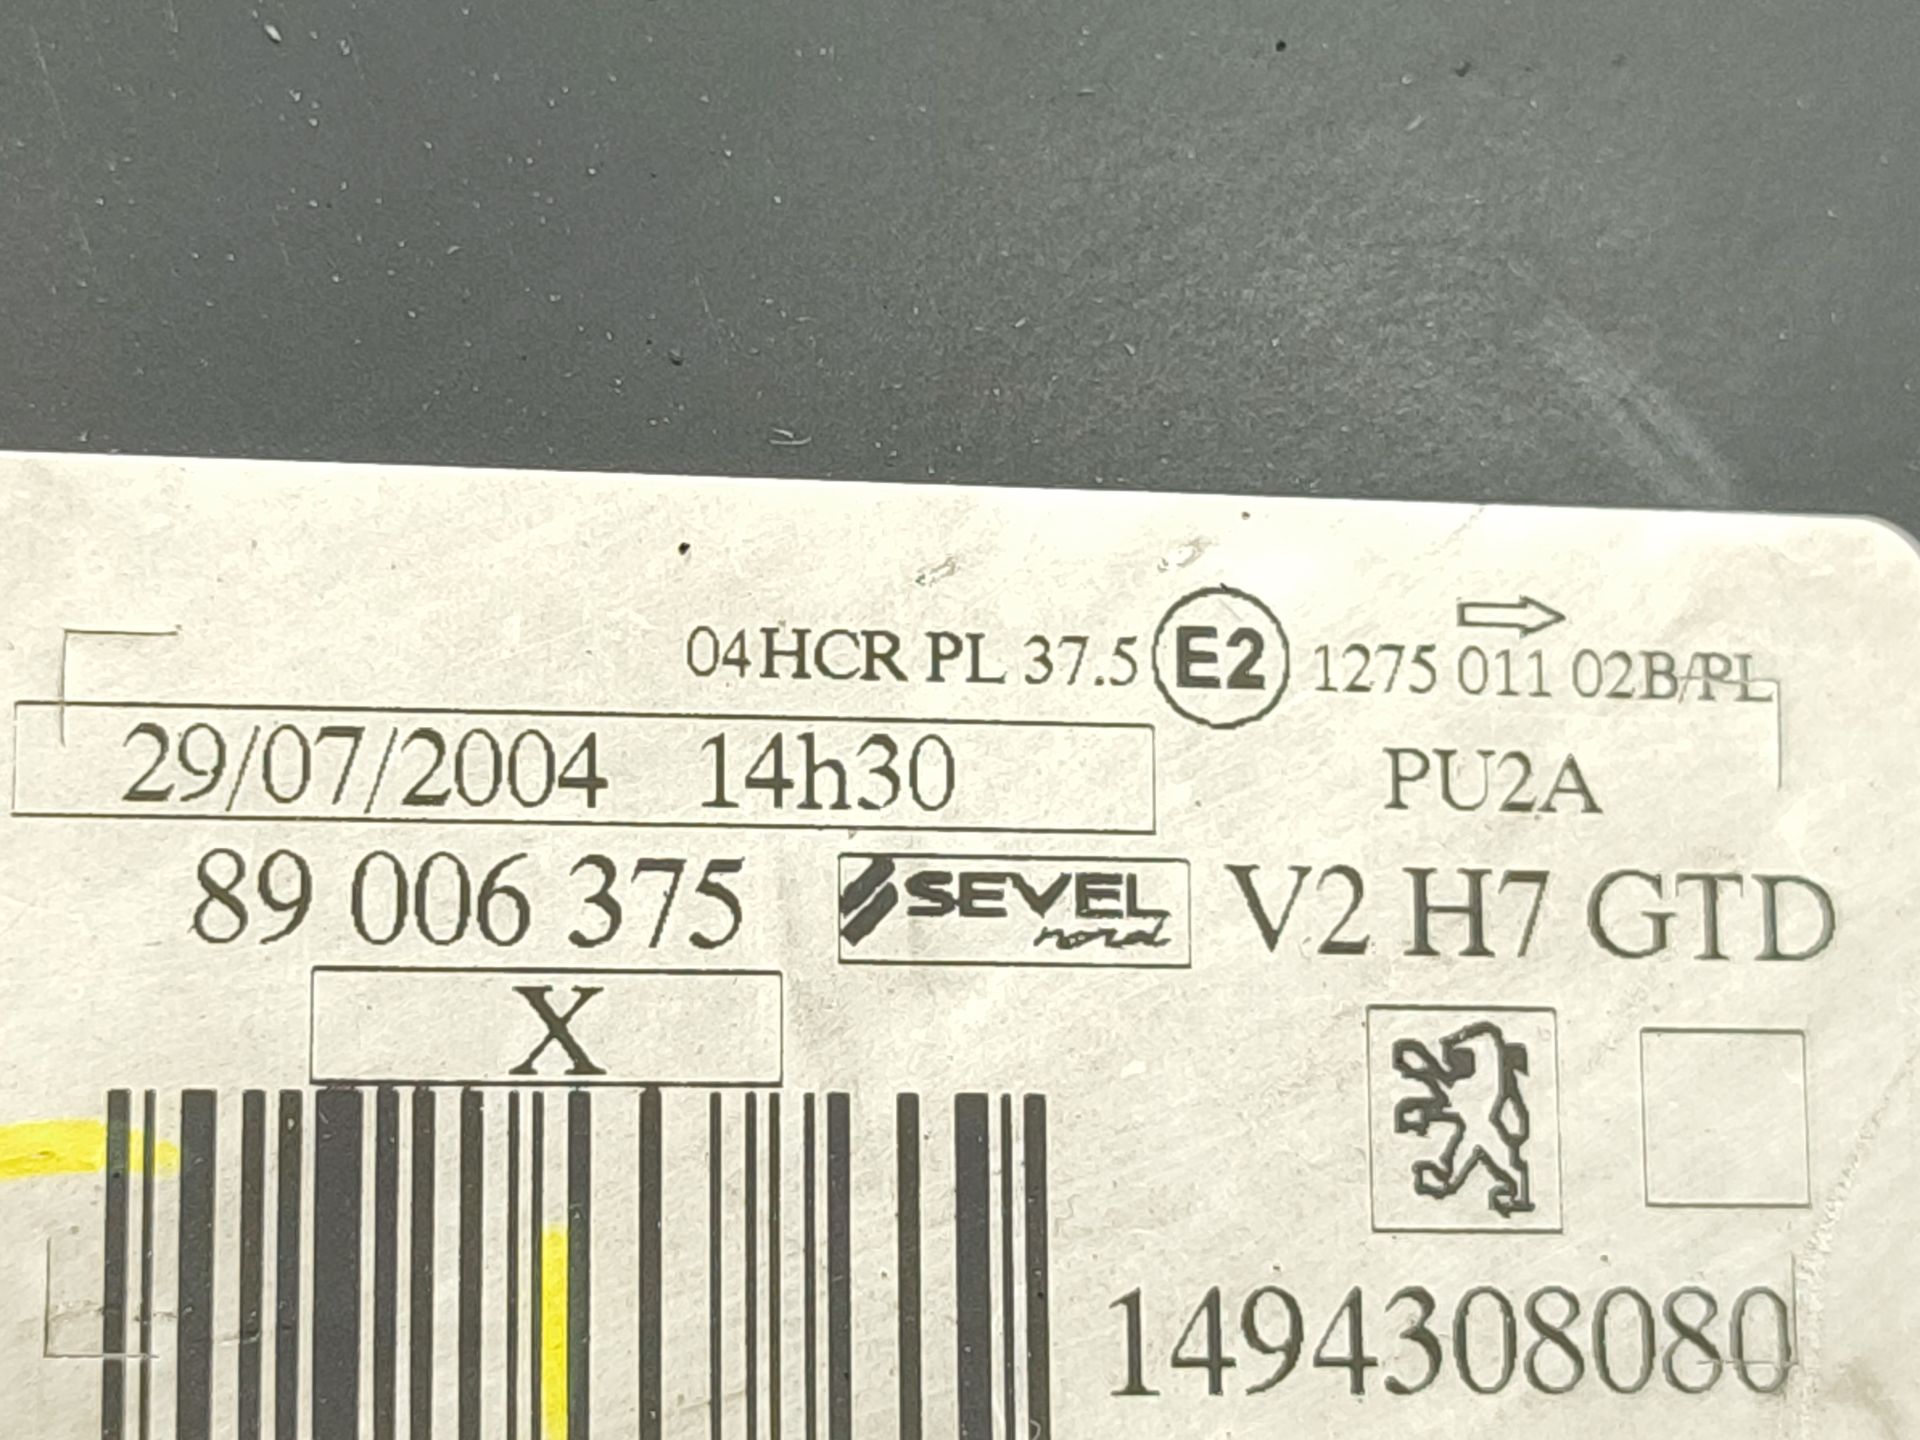 04HCR PL 37.5 E2 1275 011 02B/PL
29/07/2004 14h30 PU2A
89 006 375 SEVEL nord V2 H7 GTD
X
1494308080